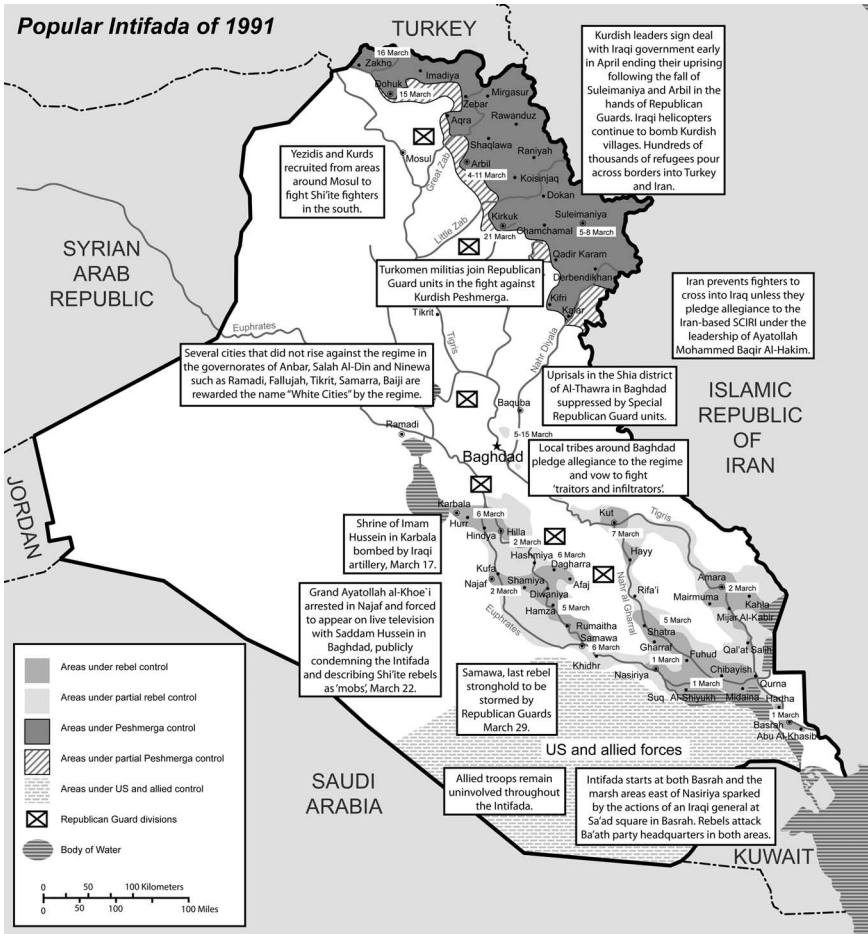 Popular Intifada of 1991
TURKEY
Kurdish leaders sign deal
with Iraqi government early
in April ending their uprising
following the fall of
Suleimaniya and Arbil in the
hands of Republican
Guards. Iraqi helicopters
continue to bomb Kurdish
villages. Hundreds of
thousands of refugees pour
across borders into Turkey
and Iran.
16 March
Zakho
Imadiya
Dohuk
15 March
Mirgasur
Zebar
Aqra
Rawanduz
Mosul
Great Zab
Shaqlawa
Raniyah
Arbil
4-11 March
Koisinjaq
Dokan
Yezidis and Kurds
recruited from areas
around Mosul to
fight Shi'ite fighters
in the south.
Little Zab
Kirkuk
21 March
Suleimaniya
Chamchamal
5-8 March
Qadir Karam
Derbendikhan
SYRIAN
ARAB
REPUBLIC
Turkomen militias join Republican
Guard units in the fight against
Kurdish Peshmerga.
Kifri
Kalar
Tikrit
Iran prevents fighters to
cross into Iraq unless they
pledge allegiance to the
Iran-based SCIRI under the
leadership of Ayatollah
Mohammed Baqir Al-Hakim.
Euphrates
Tigris
Nahr Diyala
Several cities that did not rise against the regime in
the governorates of Anbar, Salah Al-Din and Ninewa
such as Ramadi, Fallujah, Tikrit, Samarra, Baiji are
rewarded the name "White Cities" by the regime.
Uprisals in the Shia district
of Al-Thawra in Baghdad
suppressed by Special
Republican Guard units.
ISLAMIC
REPUBLIC
OF
IRAN
Baquba
Ramadi
5-15 March
Baghdad
Local tribes around Baghdad
pledge allegiance to the regime
and vow to fight
'traitors and infiltrators'.
JORDAN
Shrine of Imam
Hussein in Karbala
bombed by Iraqi
artillery, March 17.
Karbala
6 March
Hurr
Hindya
Hilla
2 March
Kut
7 March
Tigris
Hashmiya
6 March
Dagharra
Hayy
Kufa
Najaf
Shamiya
2 March
Afaj
Diwaniya
Hamza
5 March
Nahr al Gharraf
Rifa'i
Amara
2 March
Mairmuma
Kahla
Mijar Al-Kabir
Grand Ayatollah al-Khoe`i
arrested in Najaf and forced
to appear on live television
with Saddam Hussein in
Baghdad, publicly
condemning the Intifada
and describing Shi'ite rebels
as 'mobs', March 22.
Euphrates
Rumaitha
Samawa
6 March
Khidhr
5 March
Shatra
Gharraf
Fuhud
Qal'at Salih
1 March
Nasiriya
Chibayish
1 March
Qurna
Suq Al-Shiyukh
Midaina
Hartha
1 March
Basrah
Abu Al-Khasib
Samawa, last rebel
stronghold to be
stormed by
Republican Guards
March 29.
US and allied forces
SAUDI
ARABIA
Allied troops remain
uninvolved throughout
the Intifada.
Intifada starts at both Basrah and the
marsh areas east of Nasiriya sparked
by the actions of an Iraqi general at
Sa'ad square in Basrah. Rebels attack
Ba'ath party headquarters in both areas.
KUWAIT
Areas under rebel control
Areas under partial rebel control
Areas under Peshmerga control
Areas under partial Peshmerga control
Areas under US and allied control
Republican Guard divisions
Body of Water
0 50 100 Kilometers
0 50 100 100 Miles